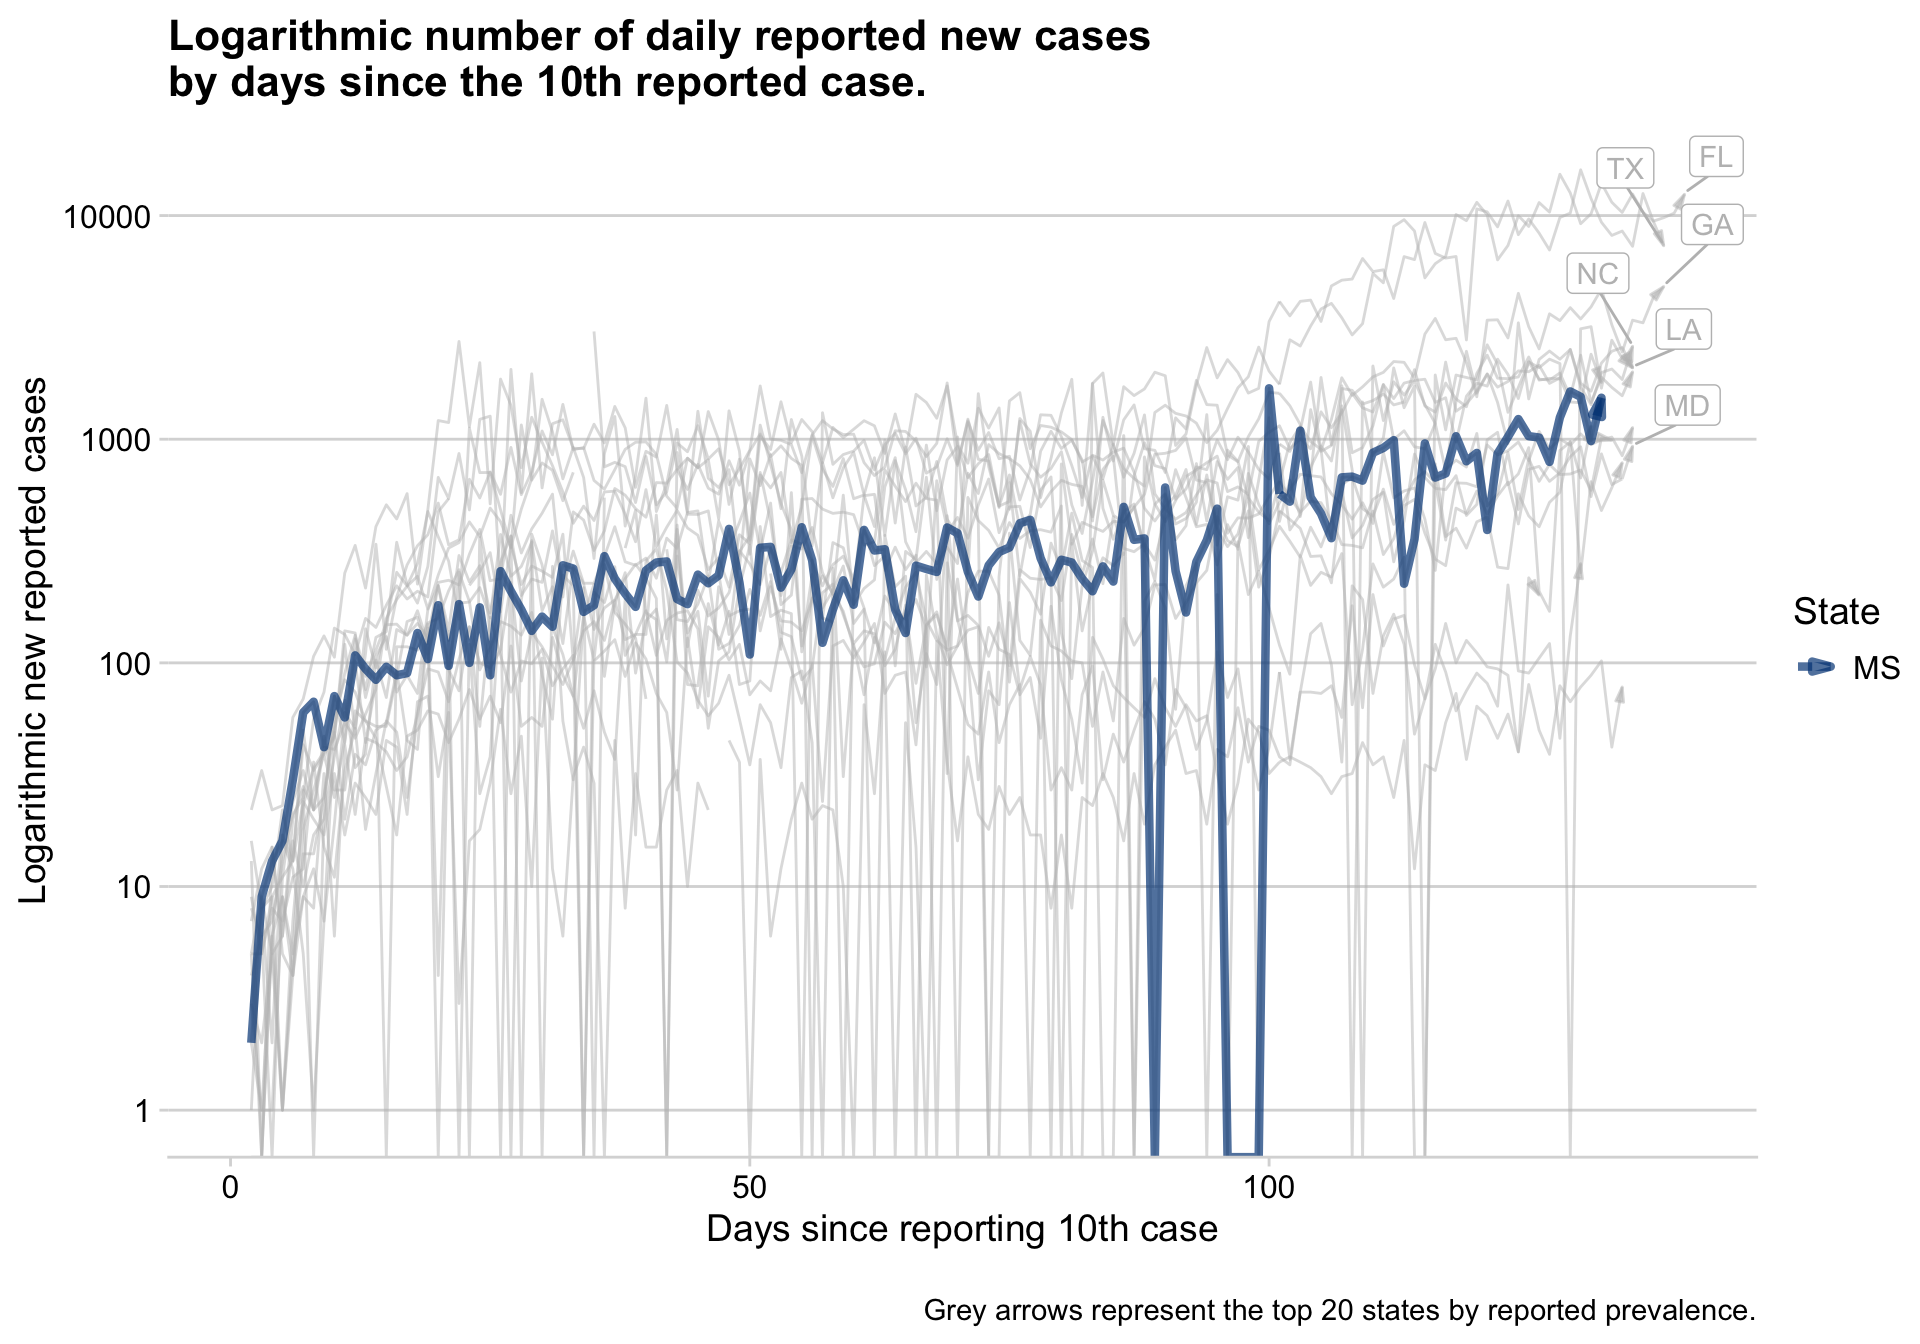 Logarithmic number of daily reported new cases
by days since the 10th reported case.
Logarithmic new reported cases
10000
1000
100
10
1
TX
FL
GA
NC
LA
MD
State
MS
0
50
100
Days since reporting 10th case
Grey arrows represent the top 20 states by reported prevalence.